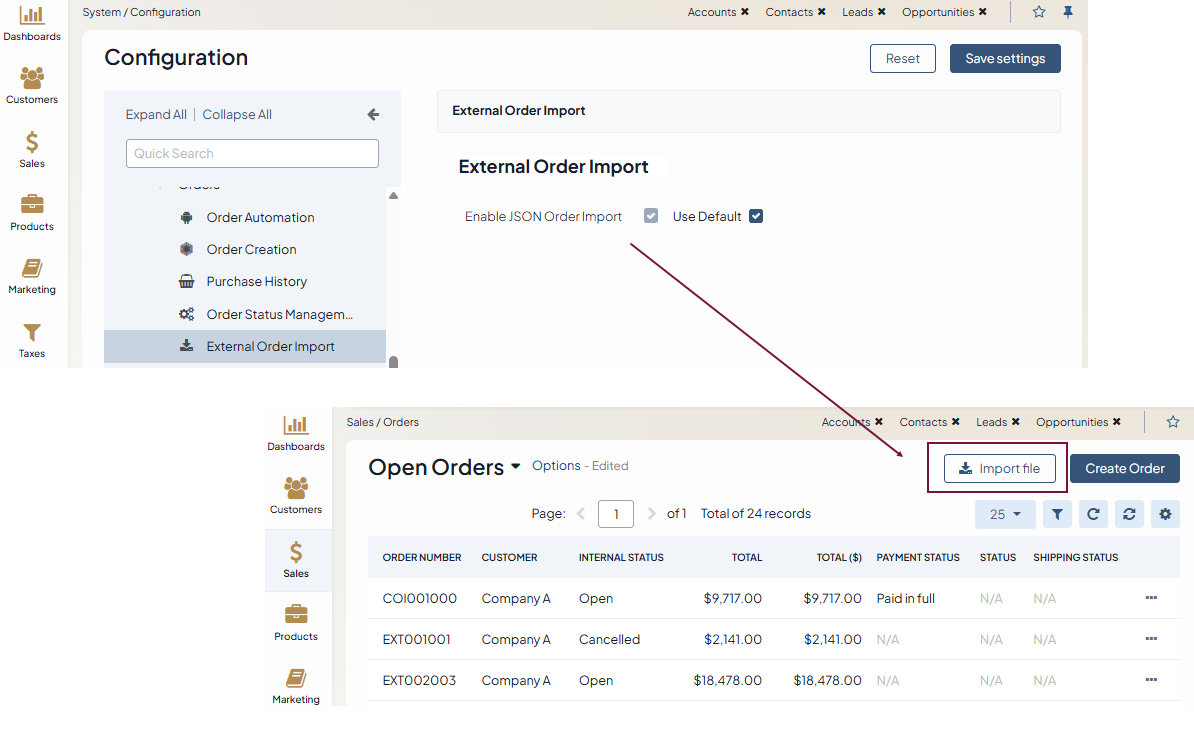 System / Configuration
Accounts ✖ Contacts ✖ Leads ✖ Opportunities ✖
Dashboards
Customers
Sales
Products
Marketing
Taxes
Configuration
Reset
Save settings
Expand All | Collapse All
Quick Search
Orders
Order Automation
Order Creation
Purchase History
Order Status Managem...
External Order Import
External Order Import
External Order Import
Enable JSON Order Import Use Default
Dashboards
Customers
Sales
Products
Marketing
Sales / Orders
Accounts ✖ Contacts ✖ Leads ✖ Opportunities ✖
Open Orders Options - Edited
Import file
Create Order
Page: 1 of 1 Total of 24 records
25
ORDER NUMBER CUSTOMER INTERNAL STATUS TOTAL TOTAL ($) PAYMENT STATUS STATUS SHIPPING STATUS
COI001000 Company A Open $9,717.00 $9,717.00 Paid in full N/A N/A
EXT001001 Company A Cancelled $2,141.00 $2,141.00 N/A N/A N/A
EXT002003 Company A Open $18,478.00 $18,478.00 N/A N/A N/A